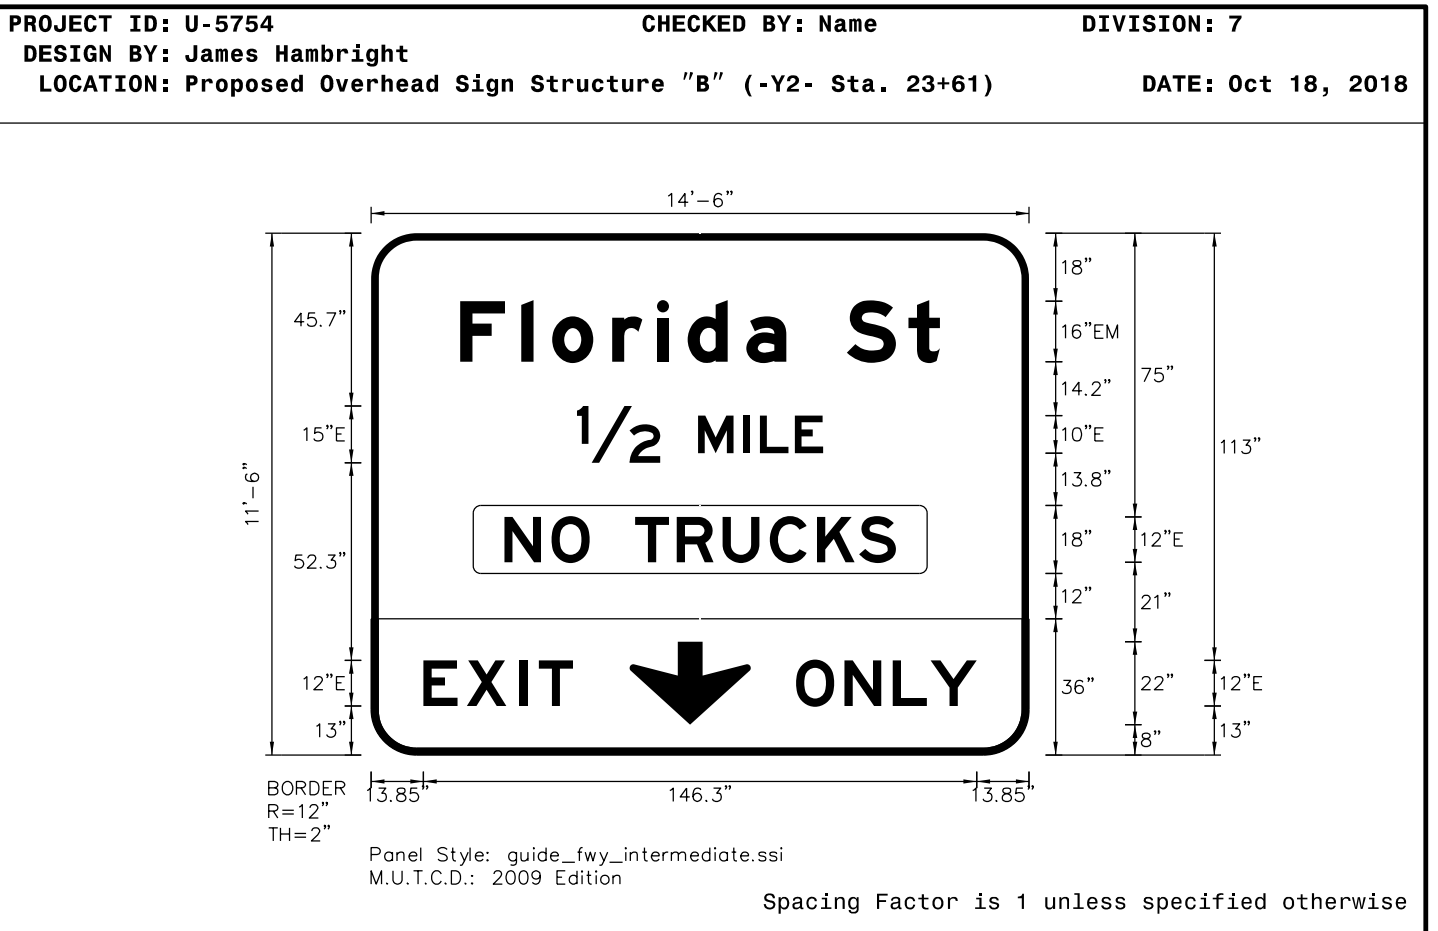 PROJECT ID: U-5754 CHECKED BY: Name DIVISION: 7
DESIGN BY: James Hambright
LOCATION: Proposed Overhead Sign Structure "B" (-Y2- Sta. 23+61) DATE: Oct 18, 2018
14'-6"
18"
45.7"
Florida St
16"EM
75"
14.2"
15"E
1/2 MILE
10"E
113"
13.8"
11'-6"
52.3"
NO TRUCKS
18"
12"E
12"
21"
12"E
EXIT ONLY
36"
22"
12"E
13"
8"
13"
BORDER
R=12"
TH=2"
13.85"
146.3"
13.85"
Panel Style: guide_fwy_intermediate.ssi
M.U.T.C.D.: 2009 Edition
Spacing Factor is 1 unless specified otherwise